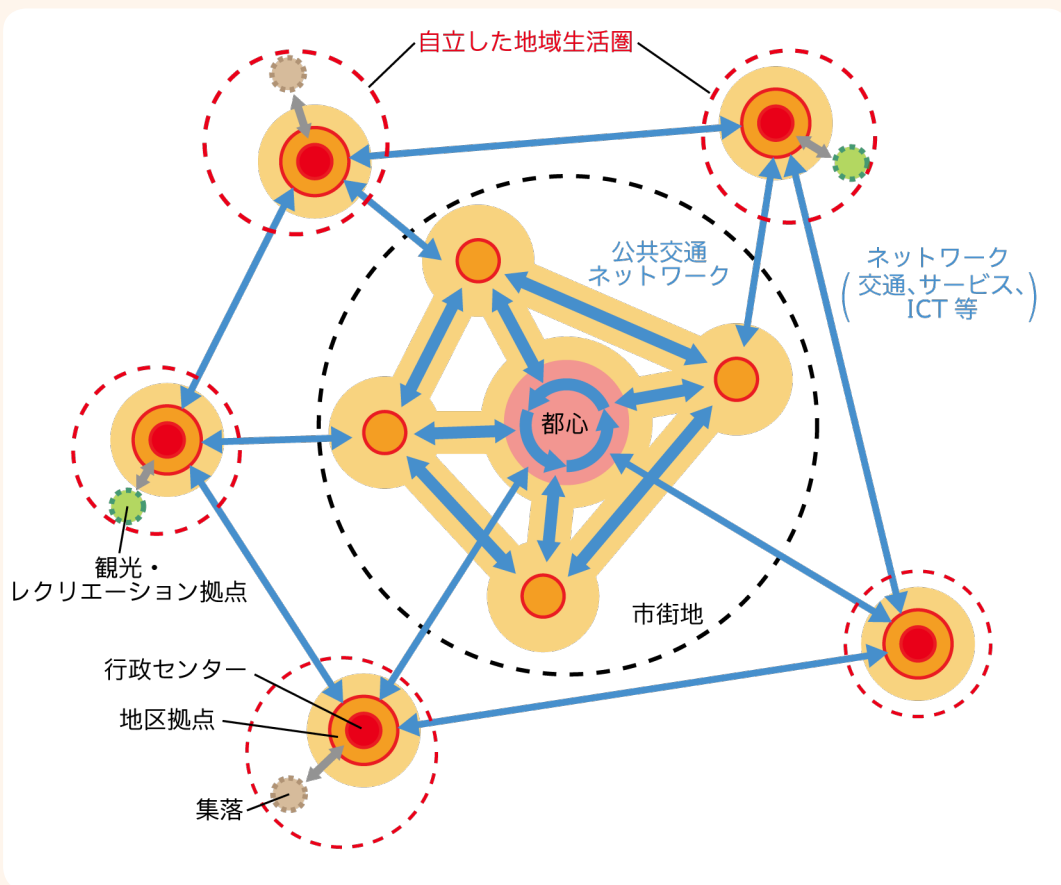 自立した地域生活圏
公共交通
ネットワーク
ネットワーク
(交通、サービス、
ICT 等)
都心
観光・
レクリエーション拠点
市街地
行政センター
地区拠点
集落